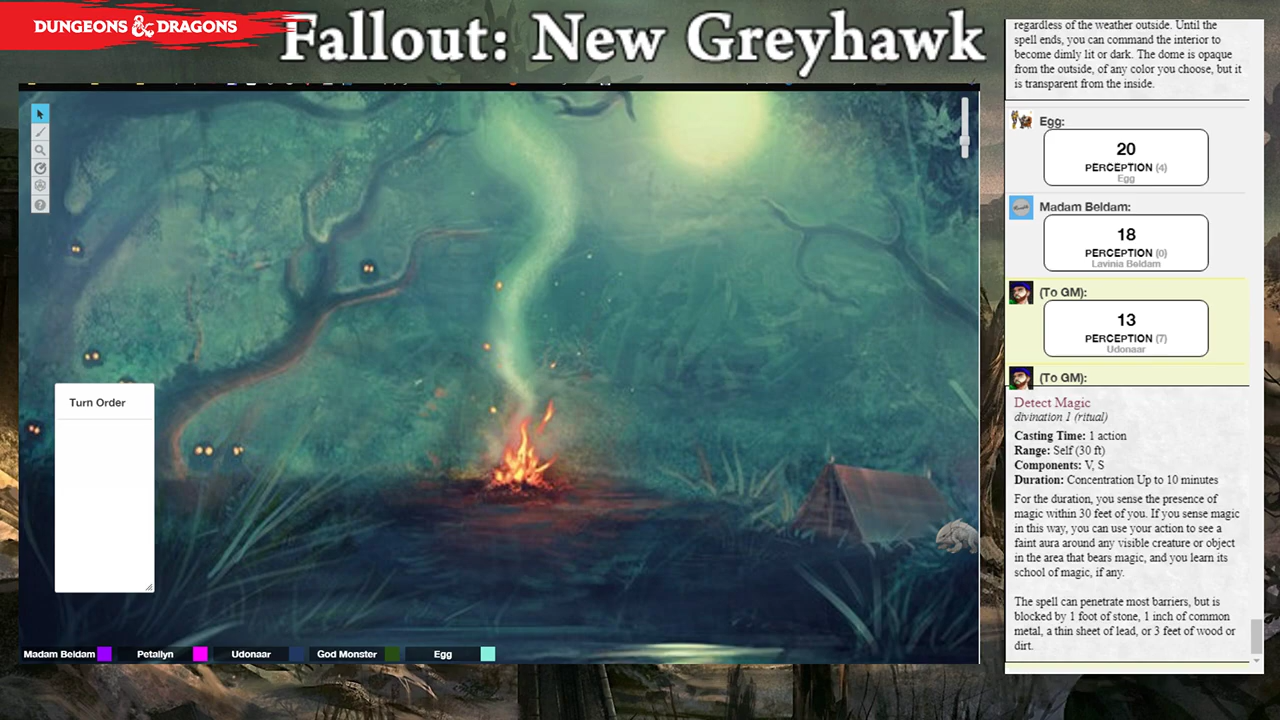 DUNGEONS & DRAGONS
Fallout: New Greyhawk
regardless of the weather outside. Until the
spell ends, you can command the interior to
become dimly lit or dark. The dome is opaque
from the outside, of any color you choose, but it
is transparent from the inside.
Egg:
20
PERCEPTION (4)
Egg
Madam Beldam:
18
PERCEPTION (0)
Lavinia Beldam
(To GM):
13
PERCEPTION (7)
Udonaar
(To GM):
Detect Magic
divination 1 (ritual)
Casting Time: 1 action
Range: Self (30 ft)
Components: V, S
Duration: Concentration Up to 10 minutes
For the duration, you sense the presence of
magic within 30 feet of you. If you sense magic
in this way, you can use your action to see a
faint aura around any visible creature or object
in the area that bears magic, and you learn its
school of magic, if any.
The spell can penetrate most barriers, but is
blocked by 1 foot of stone, 1 inch of common
metal, a thin sheet of lead, or 3 feet of wood or
dirt.
Turn Order
Madam Beldam Petallyn Udonaar God Monster Egg